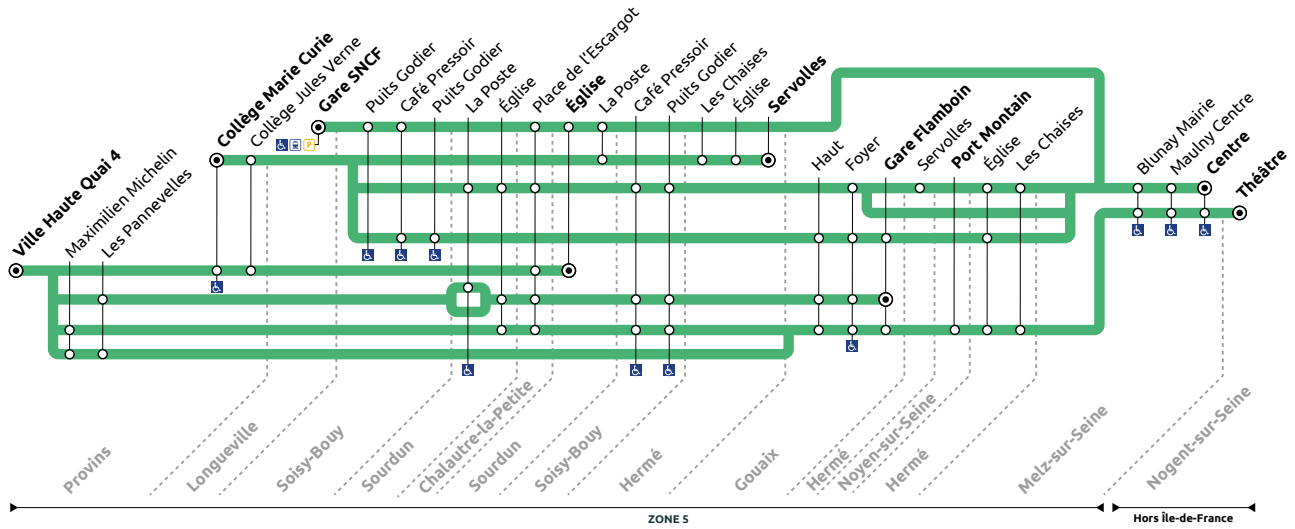 Ville Haute Quai 4
Maximilien Michelin
Les Pannevelles
Collège Marie Curie
Collège Jules Verne
Gare SNCF
P
Puits Godier
Café Pressoir
Puits Godier
La Poste
Église
Place de l'Escargot
Église
La Poste
Café Pressoir
Puits Godier
Les Chaises
Église
Servolles
Haut
Foyer
Gare Flamboin
Servolles
Port Montain
Église
Les Chaises
Blunay Mairie
Maulny Centre
Centre
Théâtre
Provins
Longueville
Soisy-Bouy
Sourdun
Chalautre-la-Petite
Sourdun
Soisy-Bouy
Hermé
Gouaix
Hermé
Noyen-sur-Seine
Hermé
Melz-sur-Seine
Nogent-sur-Seine
ZONE 5
Hors Île-de-France